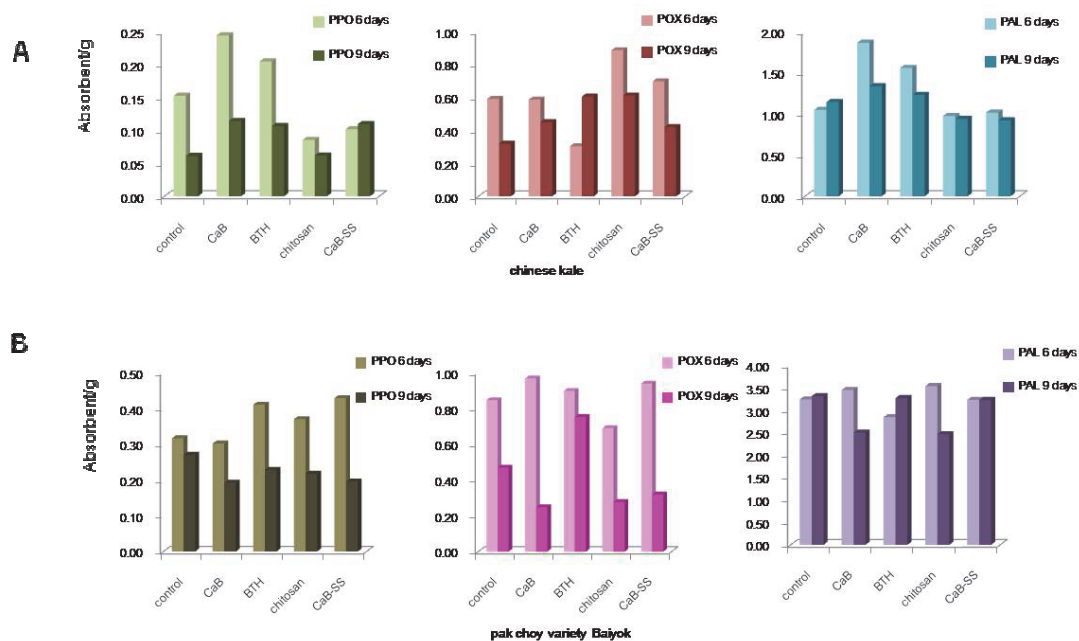 A
Absorbent/g
0.25
0.20
0.15
0.10
0.05
0.00
PPO 6 days
PPO 9 days
control
CaB
BTH
chitosan
CaB-SS
1.00
0.80
0.60
0.40
0.20
0.00
POX 6 days
POX 9 days
control
CaB
BTH
chitosan
CaB-SS
2.00
1.50
1.00
0.50
0.00
PAL 6 days
PAL 9 days
control
CaB
BTH
chitosan
CaB-SS
chinese kale
B
Absorbent/g
0.50
0.40
0.30
0.20
0.10
0.00
PPO 6 days
PPO 9 days
control
CaB
BTH
chitosan
CaB-SS
1.00
0.80
0.60
0.40
0.20
0.00
POX 6 days
POX 9 days
control
CaB
BTH
chitosan
CaB-SS
4.00
3.50
3.00
2.50
2.00
1.50
1.00
0.50
0.00
PAL 6 days
PAL 9 days
control
CaB
BTH
chitosan
CaB-SS
pak choy variety Baiyok